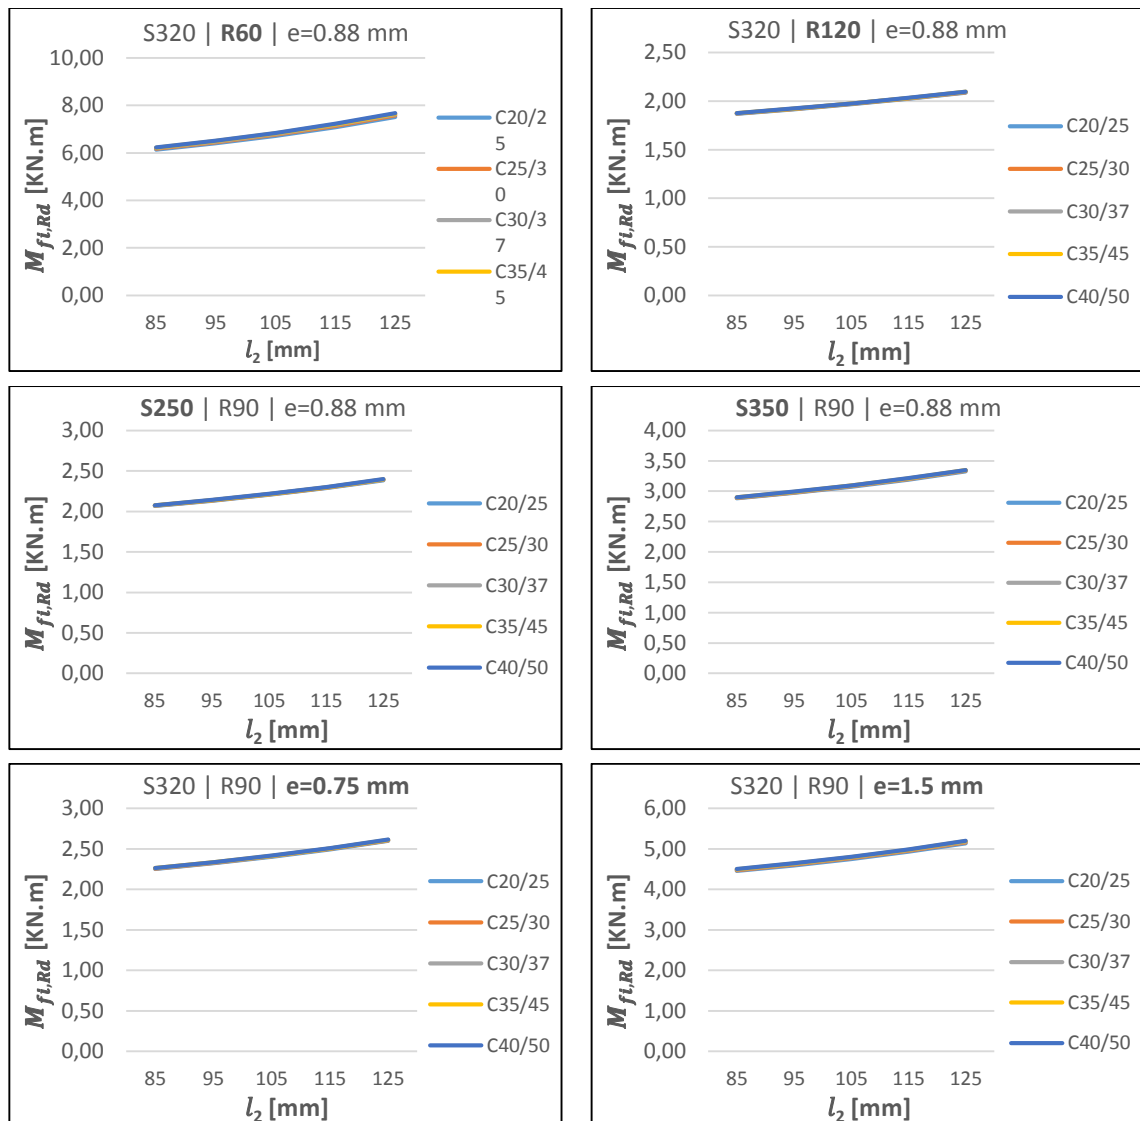 S320 | R60 | e=0.88 mm
10,00
8,00
6,00
4,00
2,00
0,00
M fi,Rd [KN.m]
85 95 105 115 125
l2 [mm]
C20/2
5
C25/3
0
C30/3
7
C35/4
5
S320 | R120 | e=0.88 mm
2,50
2,00
1,50
1,00
0,50
0,00
M fi,Rd [KN.m]
85 95 105 115 125
l2 [mm]
C20/25
C25/30
C30/37
C35/45
C40/50
S250 | R90 | e=0.88 mm
3,00
2,50
2,00
1,50
1,00
0,50
0,00
M fi,Rd [KN.m]
85 95 105 115 125
l2 [mm]
C20/25
C25/30
C30/37
C35/45
C40/50
S350 | R90 | e=0.88 mm
4,00
3,50
3,00
2,50
2,00
1,50
1,00
0,50
0,00
M fi,Rd [KN.m]
85 95 105 115 125
l2 [mm]
C20/25
C25/30
C30/37
C35/45
C40/50
S320 | R90 | e=0.75 mm
3,00
2,50
2,00
1,50
1,00
0,50
0,00
M fi,Rd [KN.m]
85 95 105 115 125
l2 [mm]
C20/25
C25/30
C30/37
C35/45
C40/50
S320 | R90 | e=1.5 mm
6,00
5,00
4,00
3,00
2,00
1,00
0,00
M fi,Rd [KN.m]
85 95 105 115 125
l2 [mm]
C20/25
C25/30
C30/37
C35/45
C40/50